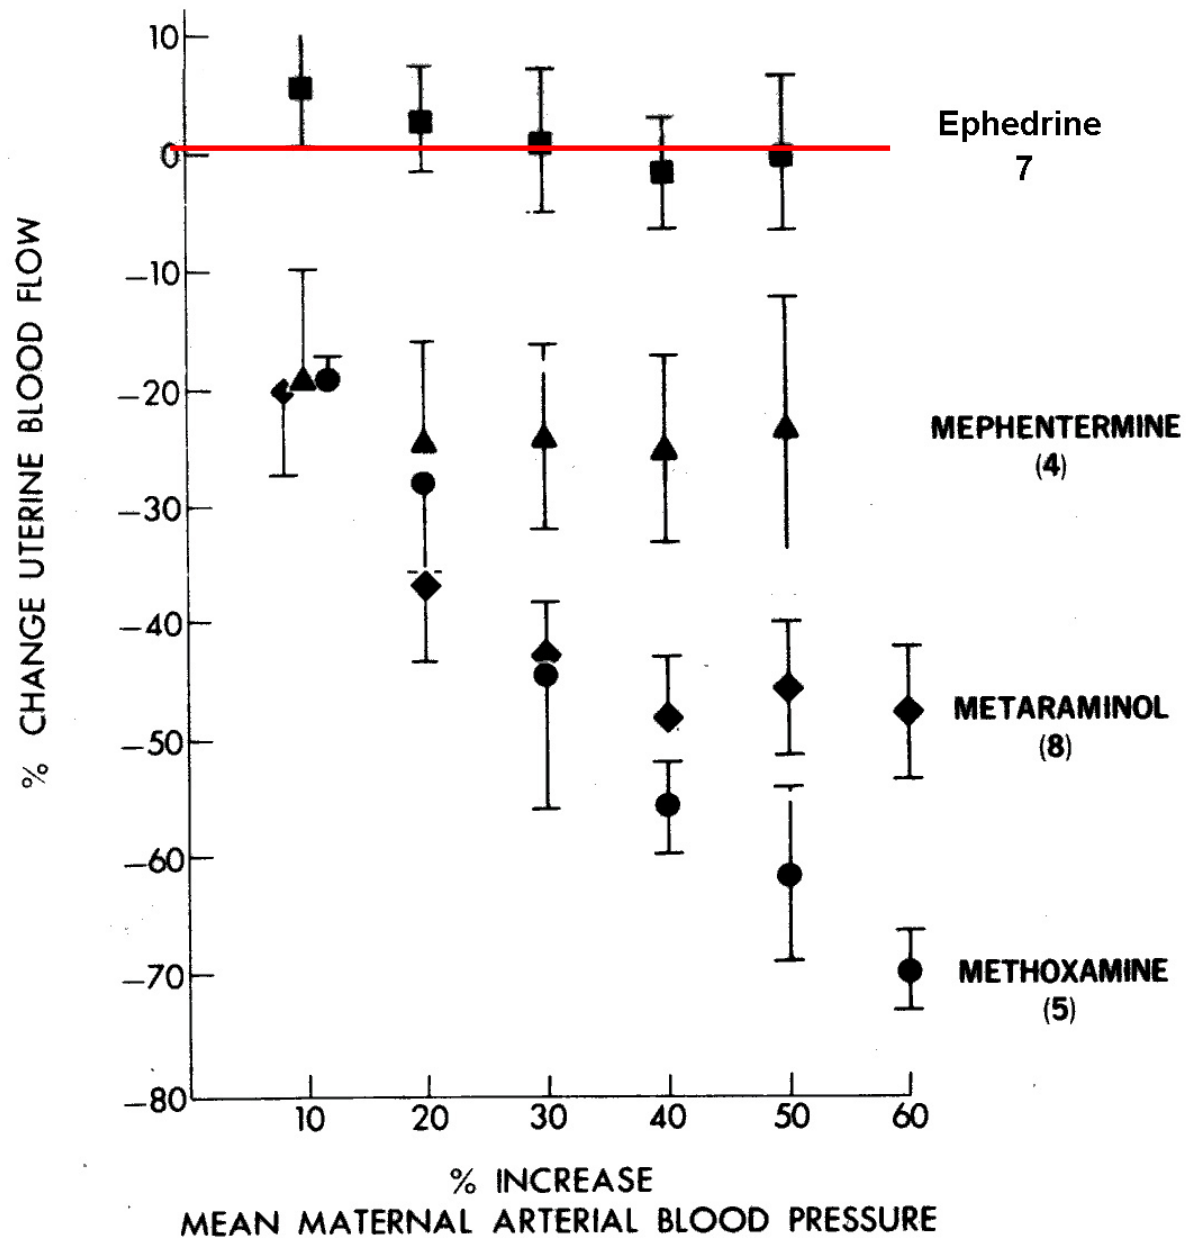 % CHANGE UTERINE BLOOD FLOW
10
0
−10
−20
−30
−40
−50
−60
−70
−80
10 20 30 40 50 60
% INCREASE
MEAN MATERNAL ARTERIAL BLOOD PRESSURE
Ephedrine
7
MEPHENTERMINE
(4)
METARAMINOL
(8)
METHOXAMINE
(5)